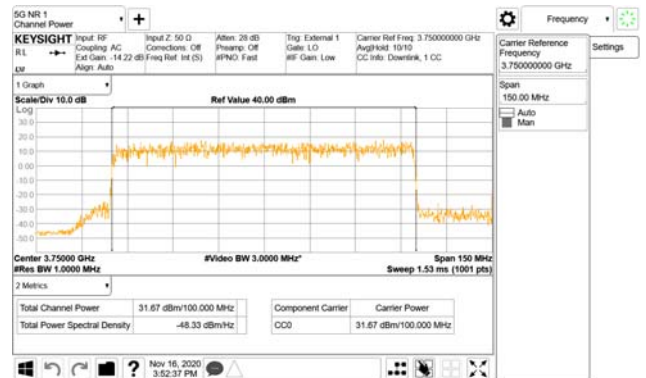 5G NR 1
Channel Power
Frequency
KEYSIGHT
RL
Input: RF
Coupling: AC
Ext Gain: -14.22 dB
Align: Auto
Input Z: 50 Ω
Corrections: Off
Freq Ref: Int (S)
Atten: 28 dB
Preamp: Off
#PNO: Fast
Trig: External 1
Gate: LO
#IF Gain: Low
Carrier Ref Freq: 3.750000000 GHz
Avg|Hold: 10/10
CC Info: Downlink, 1 CC
Carrier Reference
Frequency
3.750000000 GHz
Settings
Span
150.00 MHz
Auto
Man
1 Graph
Scale/Div 10.0 dB
Ref Value 40.00 dBm
Log
30.0
20.0
10.0
0.00
-10.0
-20.0
-30.0
-40.0
-50.0
Center 3.75000 GHz
#Video BW 3.0000 MHz*
Span 150 MHz
#Res BW 1.0000 MHz
Sweep 1.53 ms (1001 pts)
2 Metrics
Total Channel Power 31.67 dBm/100.000 MHz
Total Power Spectral Density -48.33 dBm/Hz
Component Carrier Carrier Power
CC0 31.67 dBm/100.000 MHz
?
Nov 16, 2020
3:52:37 PM